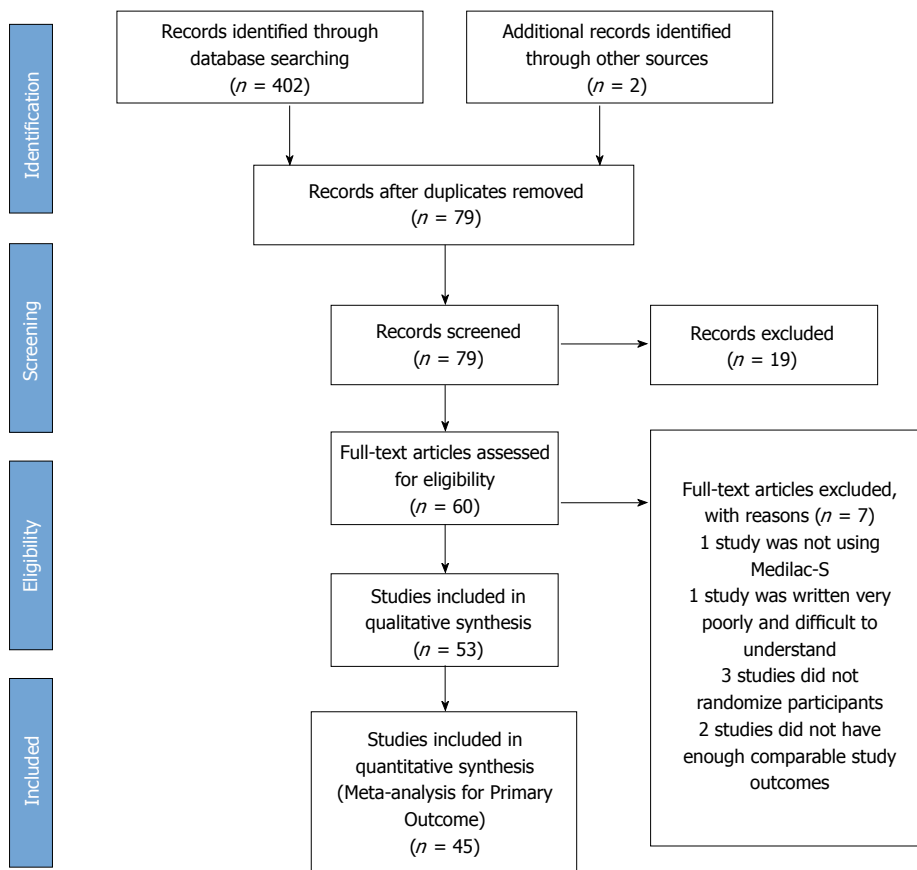 Identification
Records identified through
database searching
(n = 402)
Additional records identified
through other sources
(n = 2)
Records after duplicates removed
(n = 79)
Screening
Records screened
(n = 79)
Records excluded
(n = 19)
Eligibility
Full-text articles assessed
for eligibility
(n = 60)
Full-text articles excluded,
with reasons (n = 7)
1 study was not using
Medilac-S
1 study was written very
poorly and difficult to
understand
3 studies did not
randomize participants
2 studies did not have
enough comparable study
outcomes
Studies included in
qualitative synthesis
(n = 53)
Included
Studies included in
quantitative synthesis
(Meta-analysis for Primary
Outcome)
(n = 45)